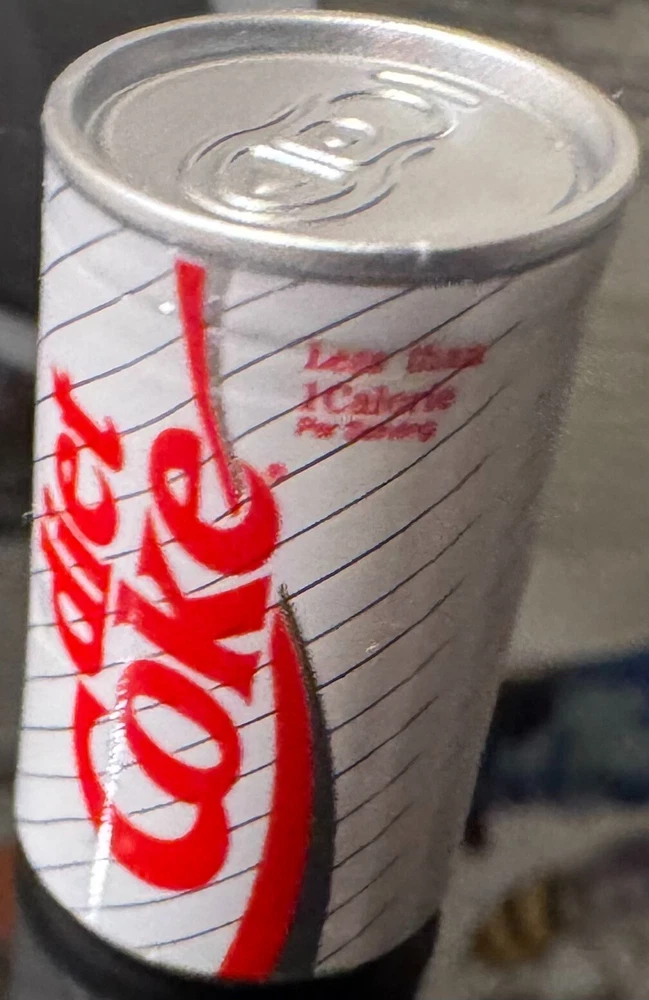 diet
Coke®
Less than
1 Calorie
Per Serving